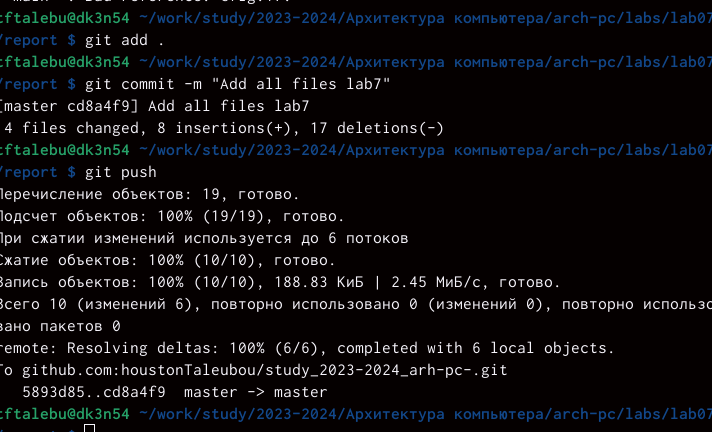 tftalebu@dk3n54 ~/work/study/2023-2024/Архитектура компьютера/arch-pc/labs/lab07
/report $ git add .
tftalebu@dk3n54 ~/work/study/2023-2024/Архитектура компьютера/arch-pc/labs/lab07
/report $ git commit -m "Add all files lab7"
[master cd8a4f9] Add all files lab7
4 files changed, 8 insertions(+), 17 deletions(-)
tftalebu@dk3n54 ~/work/study/2023-2024/Архитектура компьютера/arch-pc/labs/lab07
/report $ git push
Перечисление объектов: 19, готово.
Подсчет объектов: 100% (19/19), готово.
При сжатии изменений используется до 6 потоков
Сжатие объектов: 100% (10/10), готово.
Запись объектов: 100% (10/10), 188.83 КиБ | 2.45 МиБ/с, готово.
Всего 10 (изменений 6), повторно использовано 0 (изменений 0), повторно использо
вано пакетов 0
remote: Resolving deltas: 100% (6/6), completed with 6 local objects.
To github.com:houstonTaleubou/study_2023-2024_arh-pc-.git
5893d85..cd8a4f9  master -> master
tftalebu@dk3n54 ~/work/study/2023-2024/Архитектура компьютера/arch-pc/labs/lab07
/report $